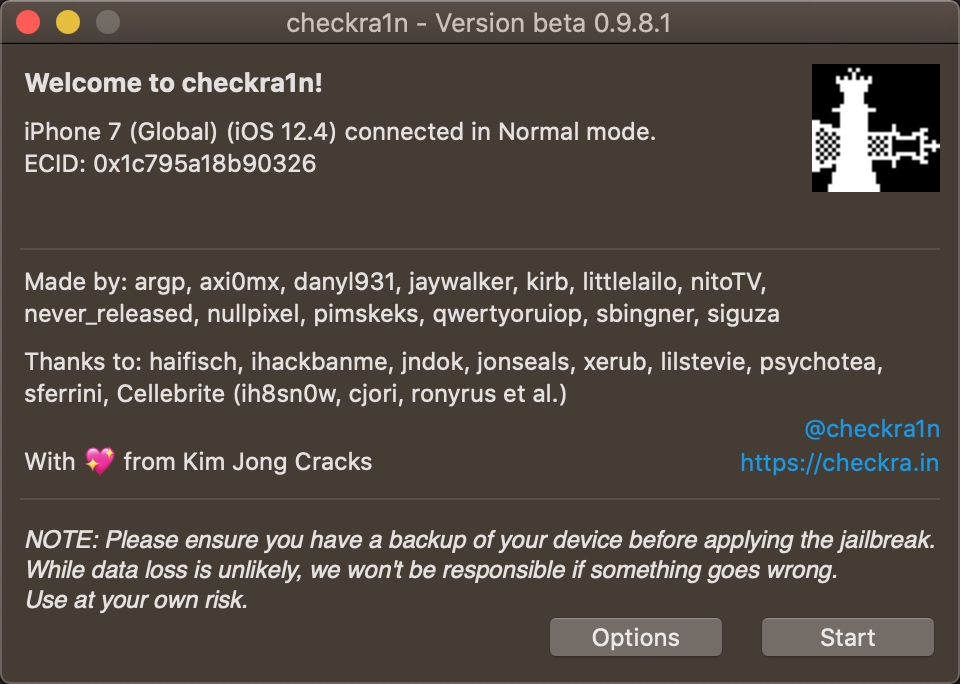 checkra1n - Version beta 0.9.8.1
Welcome to checkra1n!
iPhone 7 (Global) (iOS 12.4) connected in Normal mode.
ECID: 0x1c795a18b90326
Made by: argp, axi0mx, danyl931, jaywalker, kirb, littlelailo, nitoTV,
never_released, nullpixel, pimskeks, qwertyoruiop, sbingner, siguza
Thanks to: haifisch, ihackbanme, jndok, jonseals, xerub, lilstevie, psychotea,
sferrini, Cellebrite (ih8sn0w, cjori, ronyrus et al.)
@checkra1n
With 💖 from Kim Jong Cracks
https://checkra.in
NOTE: Please ensure you have a backup of your device before applying the jailbreak.
While data loss is unlikely, we won't be responsible if something goes wrong.
Use at your own risk.
Options
Start